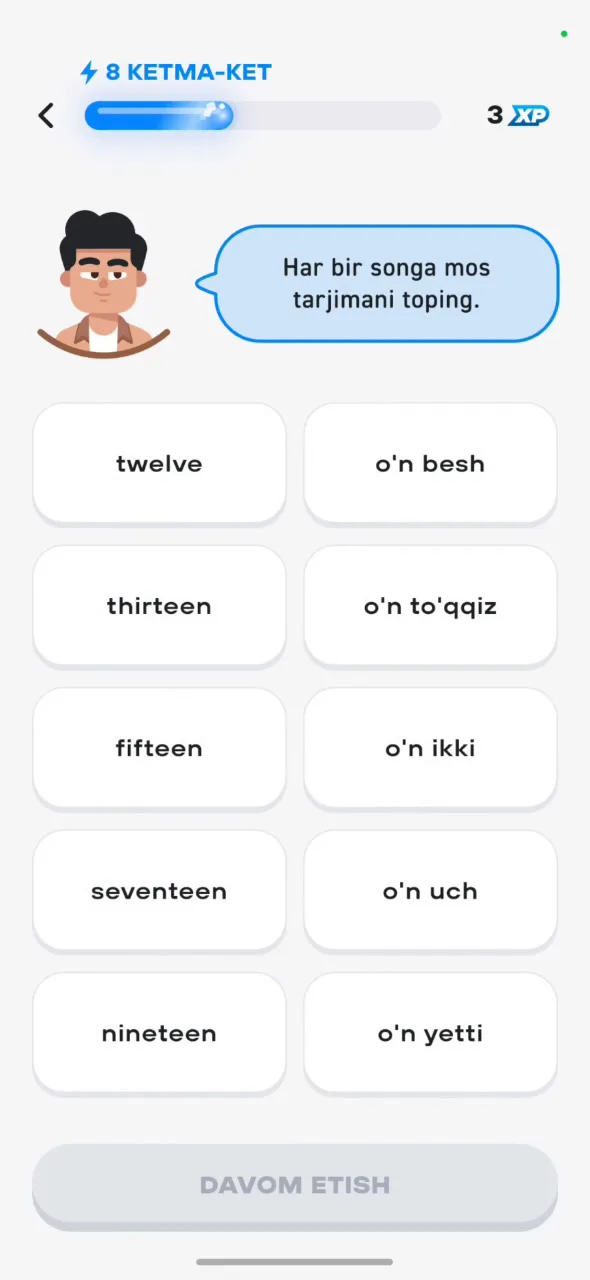 8 KETMA-KET
3 XP
Har bir songa mos
tarjimani toping.
twelve
o'n besh
thirteen
o'n to'qqiz
fifteen
o'n ikki
seventeen
o'n uch
nineteen
o'n yetti
DAVOM ETISH